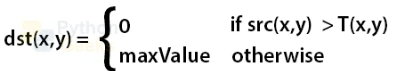 0 if src(x,y) > T(x,y)
dst(x,y) =
maxValue otherwise